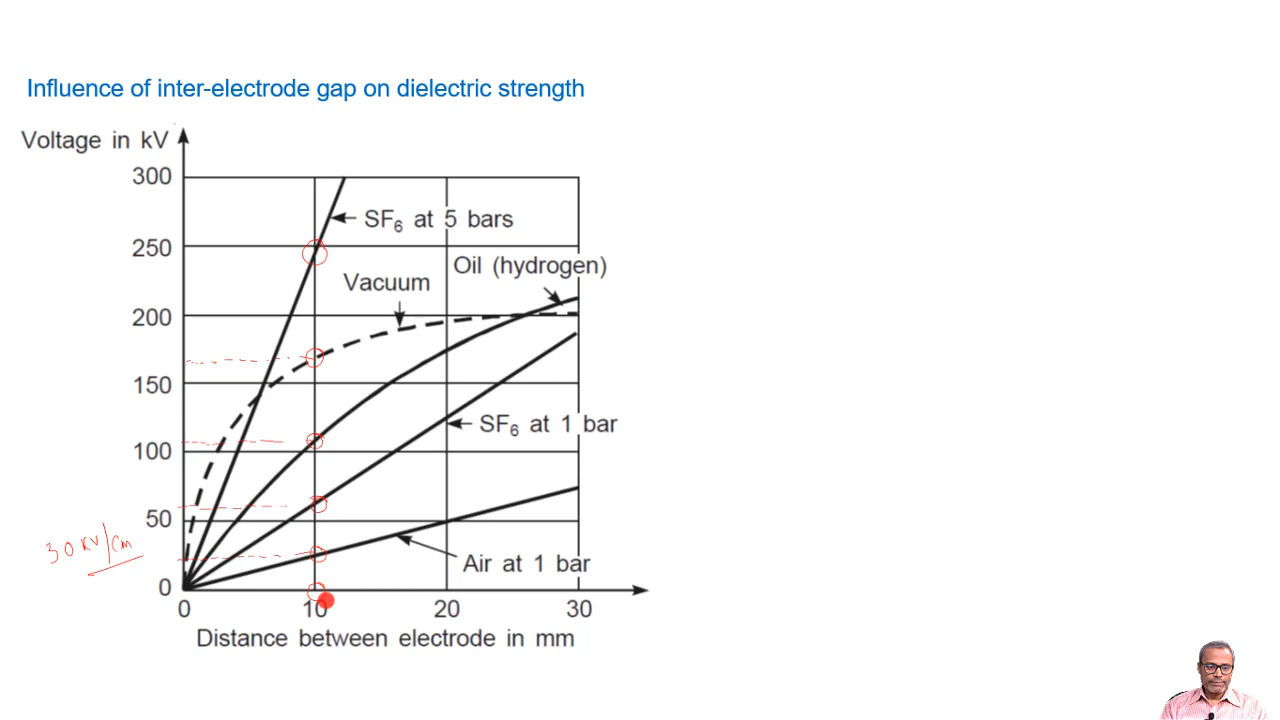 Influence of inter-electrode gap on dielectric strength
Voltage in kV
300
SF6 at 5 bars
250
Oil (hydrogen)
Vacuum
200
150
SF6 at 1 bar
100
50
30 kV/cm
Air at 1 bar
0
0 10 20 30
Distance between electrode in mm